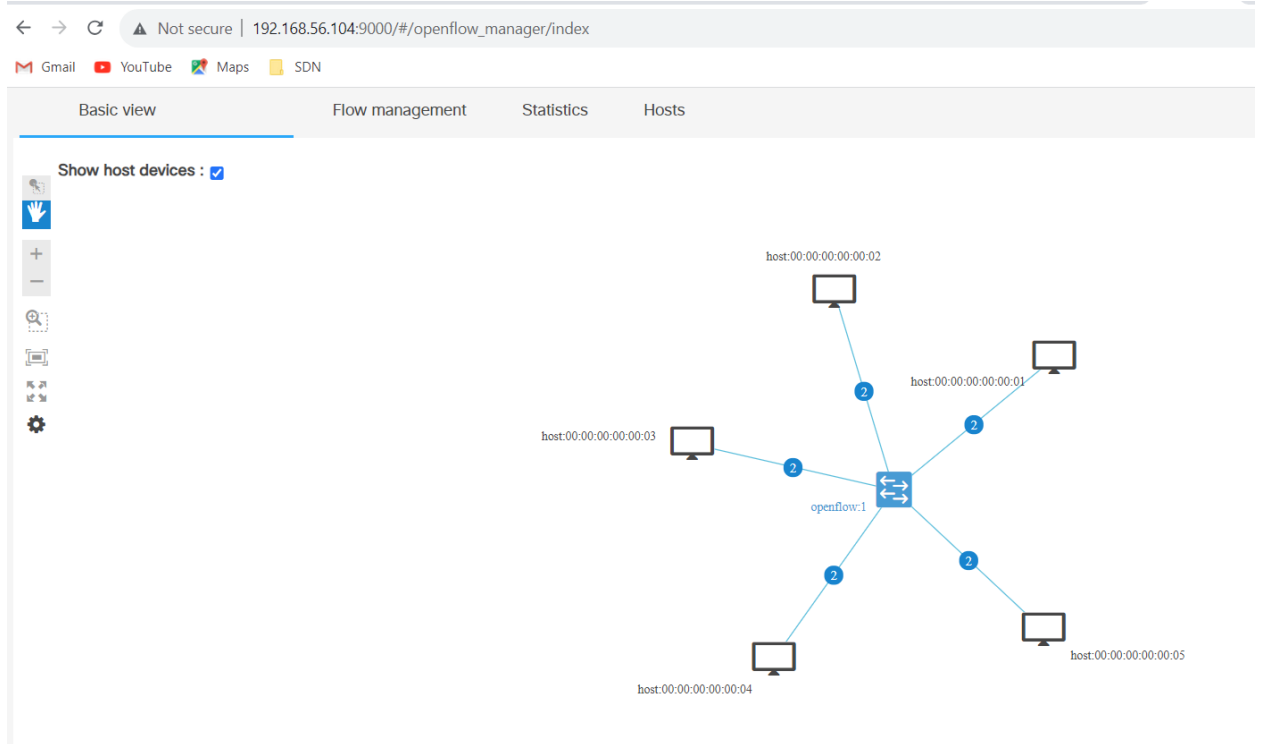 Not secure | 192.168.56.104:9000/#/openflow_manager/index
Gmail YouTube Maps SDN
Basic view Flow management Statistics Hosts
Show host devices :
host:00:00:00:00:00:02
host:00:00:00:00:00:01
2
2
host:00:00:00:00:00:03
2
openflow:1
2
2
host:00:00:00:00:00:05
host:00:00:00:00:00:04